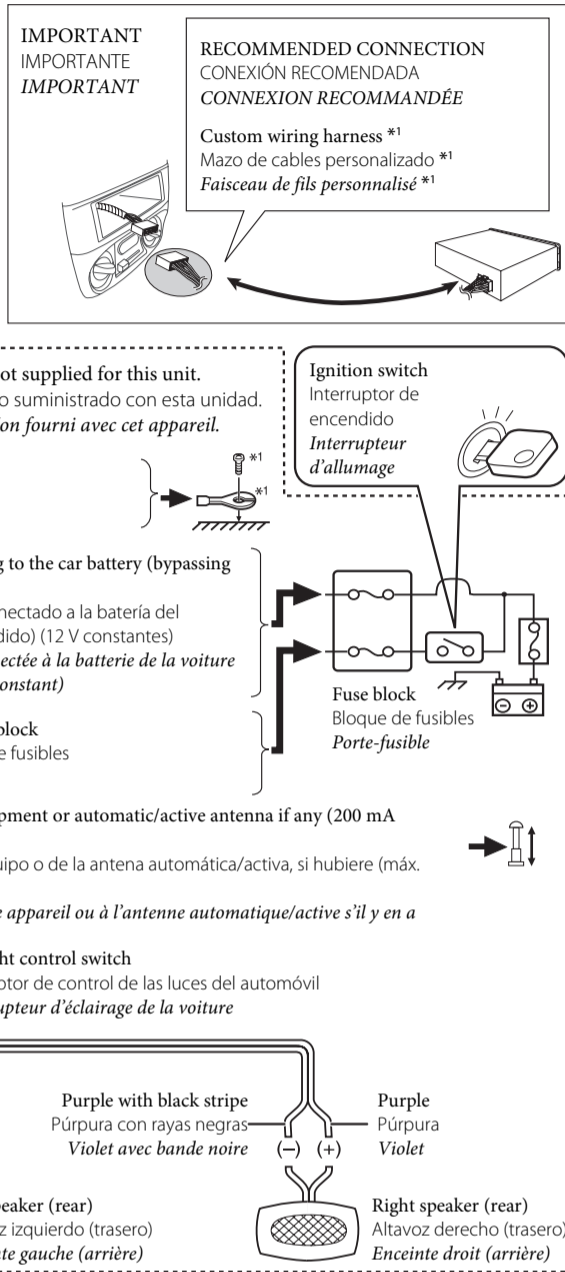 IMPORTANT
IMPORTANTE
IMPORTANT
RECOMMENDED CONNECTION
CONEXIÓN RECOMENDADA
CONNEXION RECOMMANDÉE
Custom wiring harness *1
Mazo de cables personalizado *1
Faisceau de fils personnalisé *1
ot supplied for this unit.
o suministrado con esta unidad.
on fourni avec cet appareil.
*1
*1
Ignition switch
Interruptor de
encendido
Interrupteur
d'allumage
g to the car battery (bypassing
nectado a la batería del
dido) (12 V constantes)
ectée à la batterie de la voiture
onstant)
Fuse block
Bloque de fusibles
Porte-fusible
block
e fusibles
pment or automatic/active antenna if any (200 mA
uipo o de la antena automática/activa, si hubiere (máx.
e appareil ou à l'antenne automatique/active s'il y en a
ht control switch
ptor de control de las luces del automóvil
upteur d'éclairage de la voiture
Purple with black stripe
Púrpura con rayas negras
Violet avec bande noire
(−) (+)
Purple
Púrpura
Violet
peaker (rear)
z izquierdo (trasero)
te gauche (arrière)
Right speaker (rear)
Altavoz derecho (trasero)
Enceinte droit (arrière)